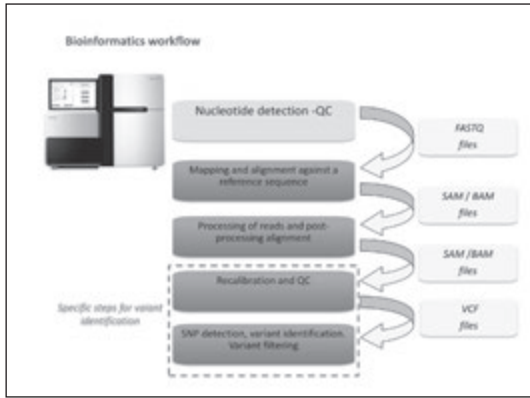 Bioinformatics workflow
Nucleotide detection -QC
FASTQ
files
Mapping and alignment against a
reference sequence
SAM / BAM
files
Processing of reads and post-
processing alignment
SAM /BAM
files
Recalibration and QC
Specific steps for variant
identification
VCF
files
SNP detection, variant identification.
Variant filtering